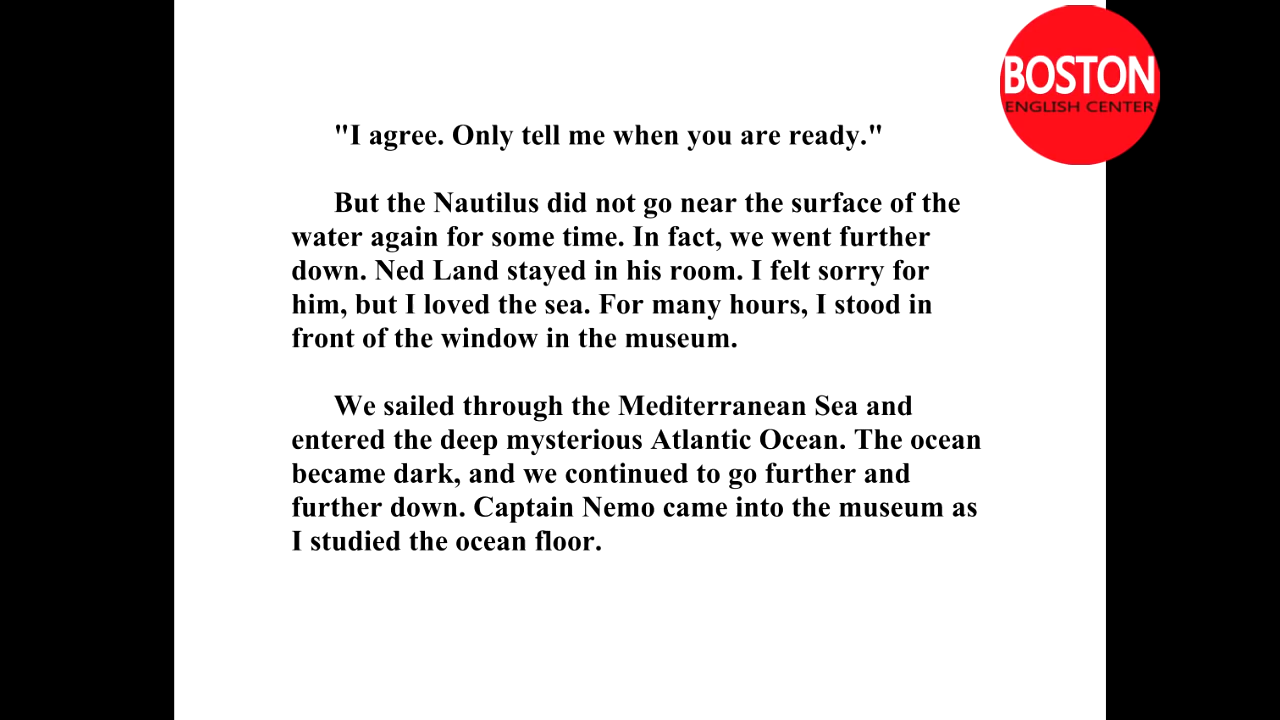 BOSTON
ENGLISH CENTER
"I agree. Only tell me when you are ready."
But the Nautilus did not go near the surface of the
water again for some time. In fact, we went further
down. Ned Land stayed in his room. I felt sorry for
him, but I loved the sea. For many hours, I stood in
front of the window in the museum.
We sailed through the Mediterranean Sea and
entered the deep mysterious Atlantic Ocean. The ocean
became dark, and we continued to go further and
further down. Captain Nemo came into the museum as
I studied the ocean floor.